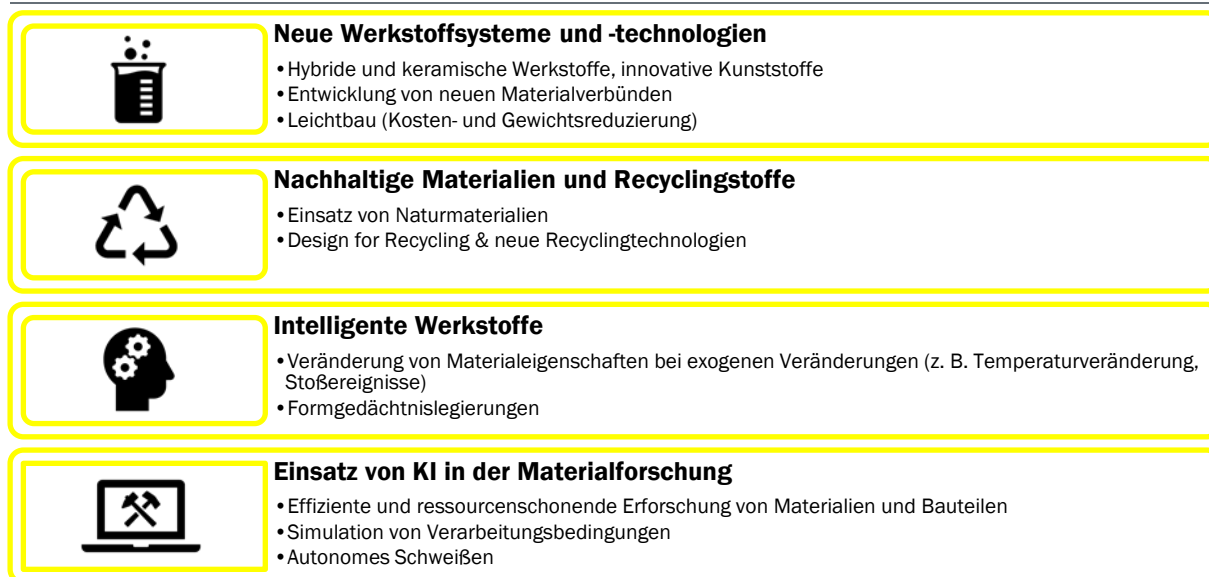 Neue Werkstoffsysteme und -technologien
•Hybride und keramische Werkstoffe, innovative Kunststoffe
•Entwicklung von neuen Materialverbünden
•Leichtbau (Kosten- und Gewichtsreduzierung)
Nachhaltige Materialien und Recyclingstoffe
•Einsatz von Naturmaterialien
•Design for Recycling & neue Recyclingtechnologien
Intelligente Werkstoffe
•Veränderung von Materialeigenschaften bei exogenen Veränderungen (z. B. Temperaturveränderung,
Stoßereignisse)
•Formgedächtnislegierungen
Einsatz von KI in der Materialforschung
•Effiziente und ressourcenschonende Erforschung von Materialien und Bauteilen
•Simulation von Verarbeitungsbedingungen
•Autonomes Schweißen